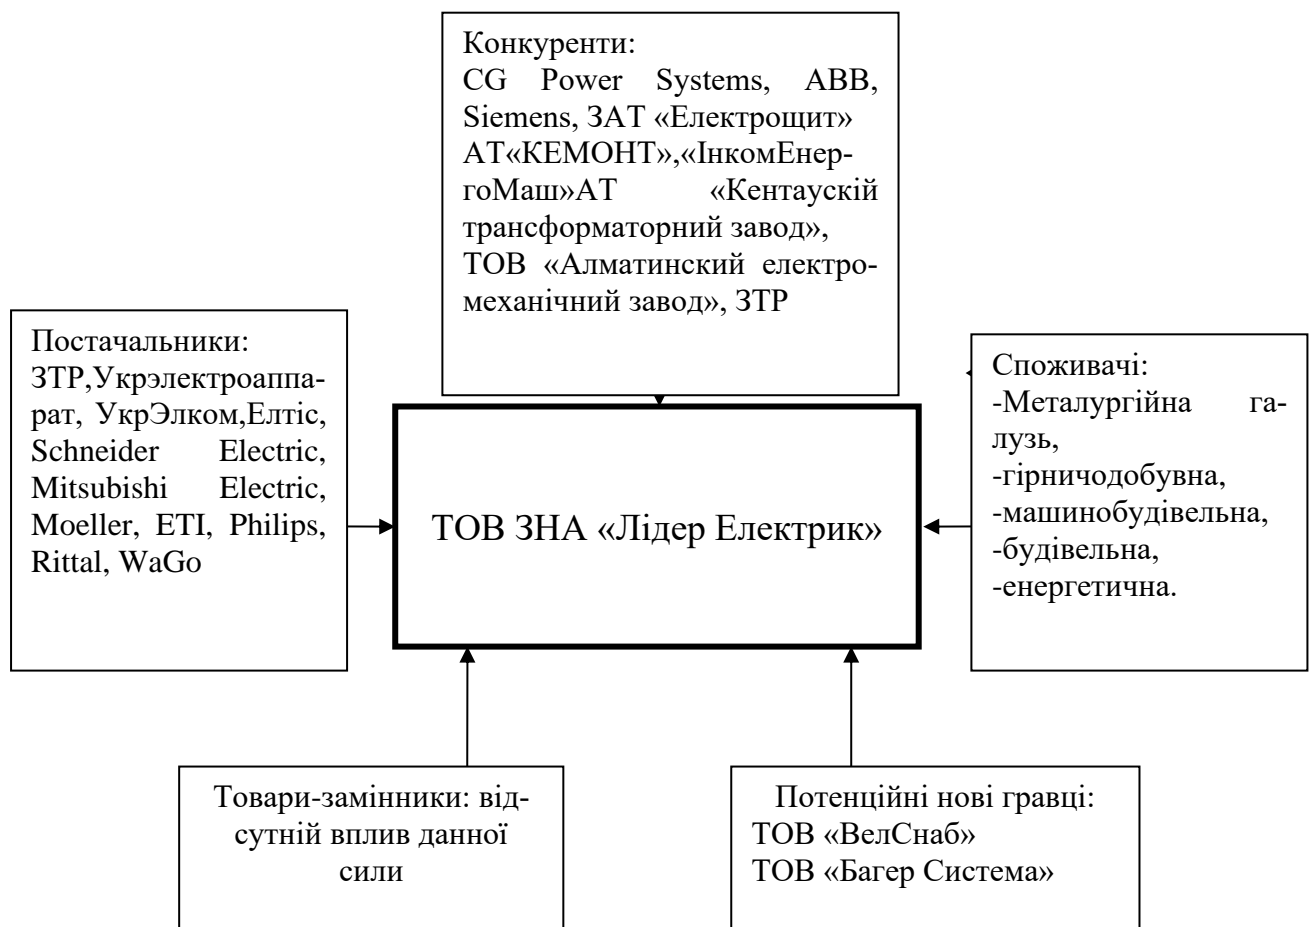 Конкуренти:
CG Power Systems, ABB,
Siemens, ЗАТ «Електрощит»
АТ«КЕМОНТ»,«ІнкомЕнер-
гоМаш»АТ «Кентаускій
трансформаторний завод»,
ТОВ «Алматинский електро-
механічний завод», ЗТР
Постачальники:
ЗТР,Укрэлектроаппа-
рат, УкрЭлком,Елтіс,
Schneider Electric,
Mitsubishi Electric,
Moeller, ETI, Philips,
Rittal, WaGo
ТОВ ЗНА «Лідер Електрик»
Споживачі:
-Металургійна га-
лузь,
-гірничодобувна,
-машинобудівельна,
-будівельна,
-енергетична.
Товари-замінники: від-
сутній вплив данної
сили
Потенційні нові гравці:
ТОВ «ВелСнаб»
ТОВ «Багер Система»